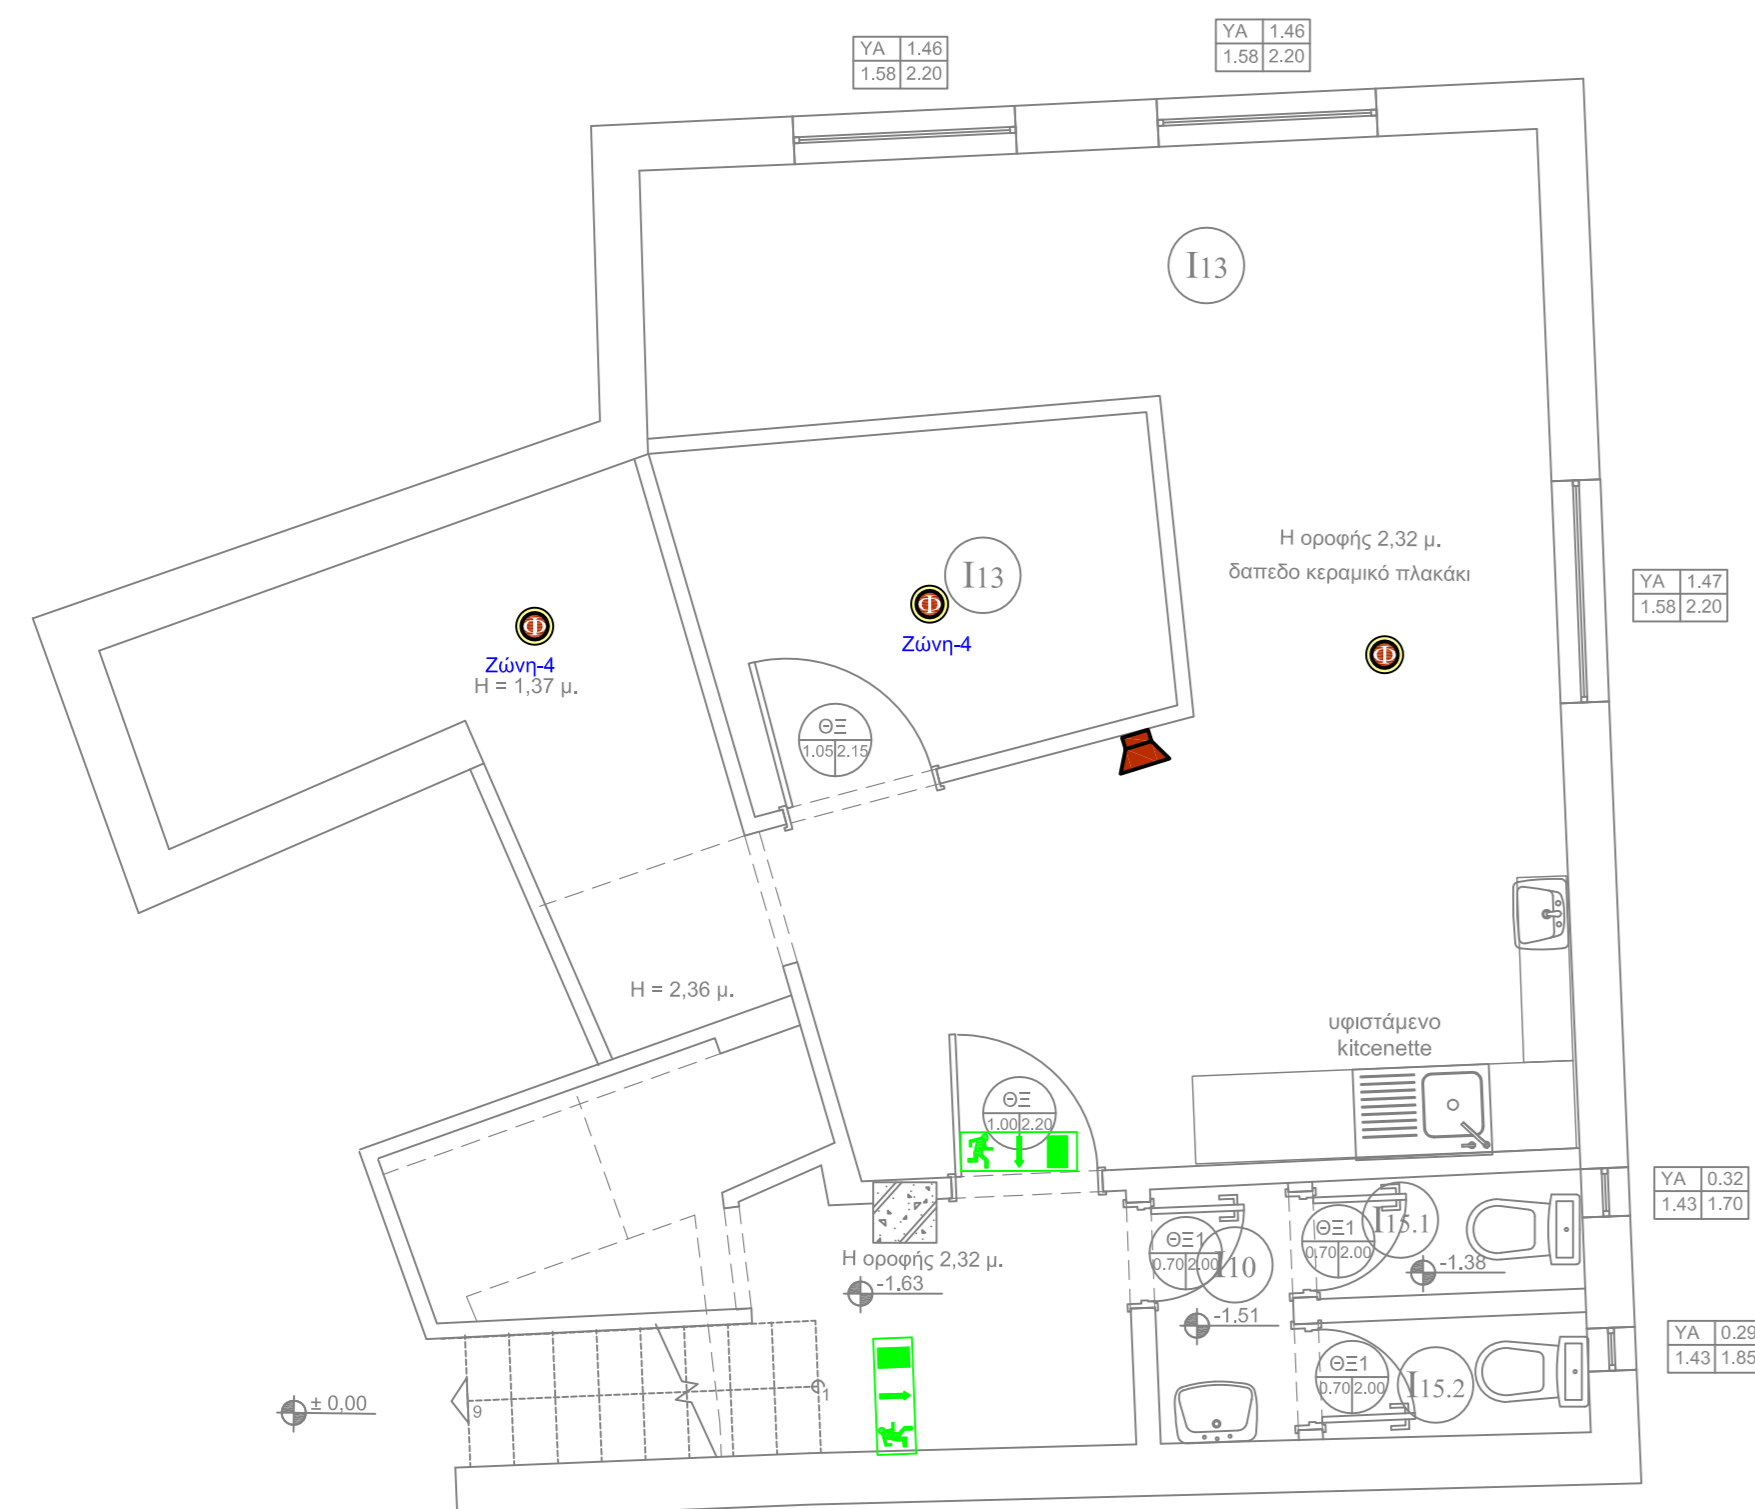 ΥΑ 1.46
1.58 2.20
ΥΑ 1.46
1.58 2.20
I13
Η οροφής 2,32 μ.
δαπεδο κεραμικό πλακάκι
I13
Φ
Ζώνη-4
Φ
Ζώνη-4
Η = 1,37 μ.
Φ
ΥΑ 1.47
1.58 2.20
ΘΞ
1.05 2.15
Η = 2,36 μ.
υφιστάμενο
kitcenette
ΘΞ
1.00 2.20
ΥΑ 0.32
1.43 1.70
Η οροφής 2,32 μ.
-1.63
ΘΞ1
0.70 2.00
I10
ΘΞ1
0.70 2.00
I15.1
-1.38
-1.51
ΥΑ 0.29
1.43 1.85
ΘΞ1
0.70 2.00
I15.2
± 0,00
9
1